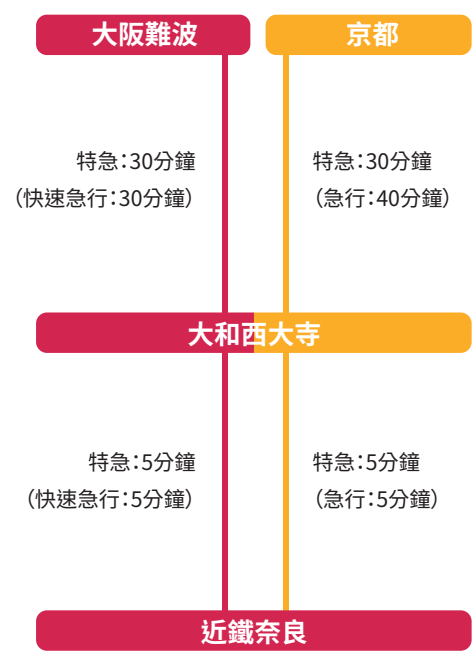 大阪難波
京都
特急：30分鐘
（快速急行：30分鐘）
特急：30分鐘
（急行：40分鐘）
大和西大寺
特急：5分鐘
（快速急行：5分鐘）
特急：5分鐘
（急行：5分鐘）
近鐵奈良